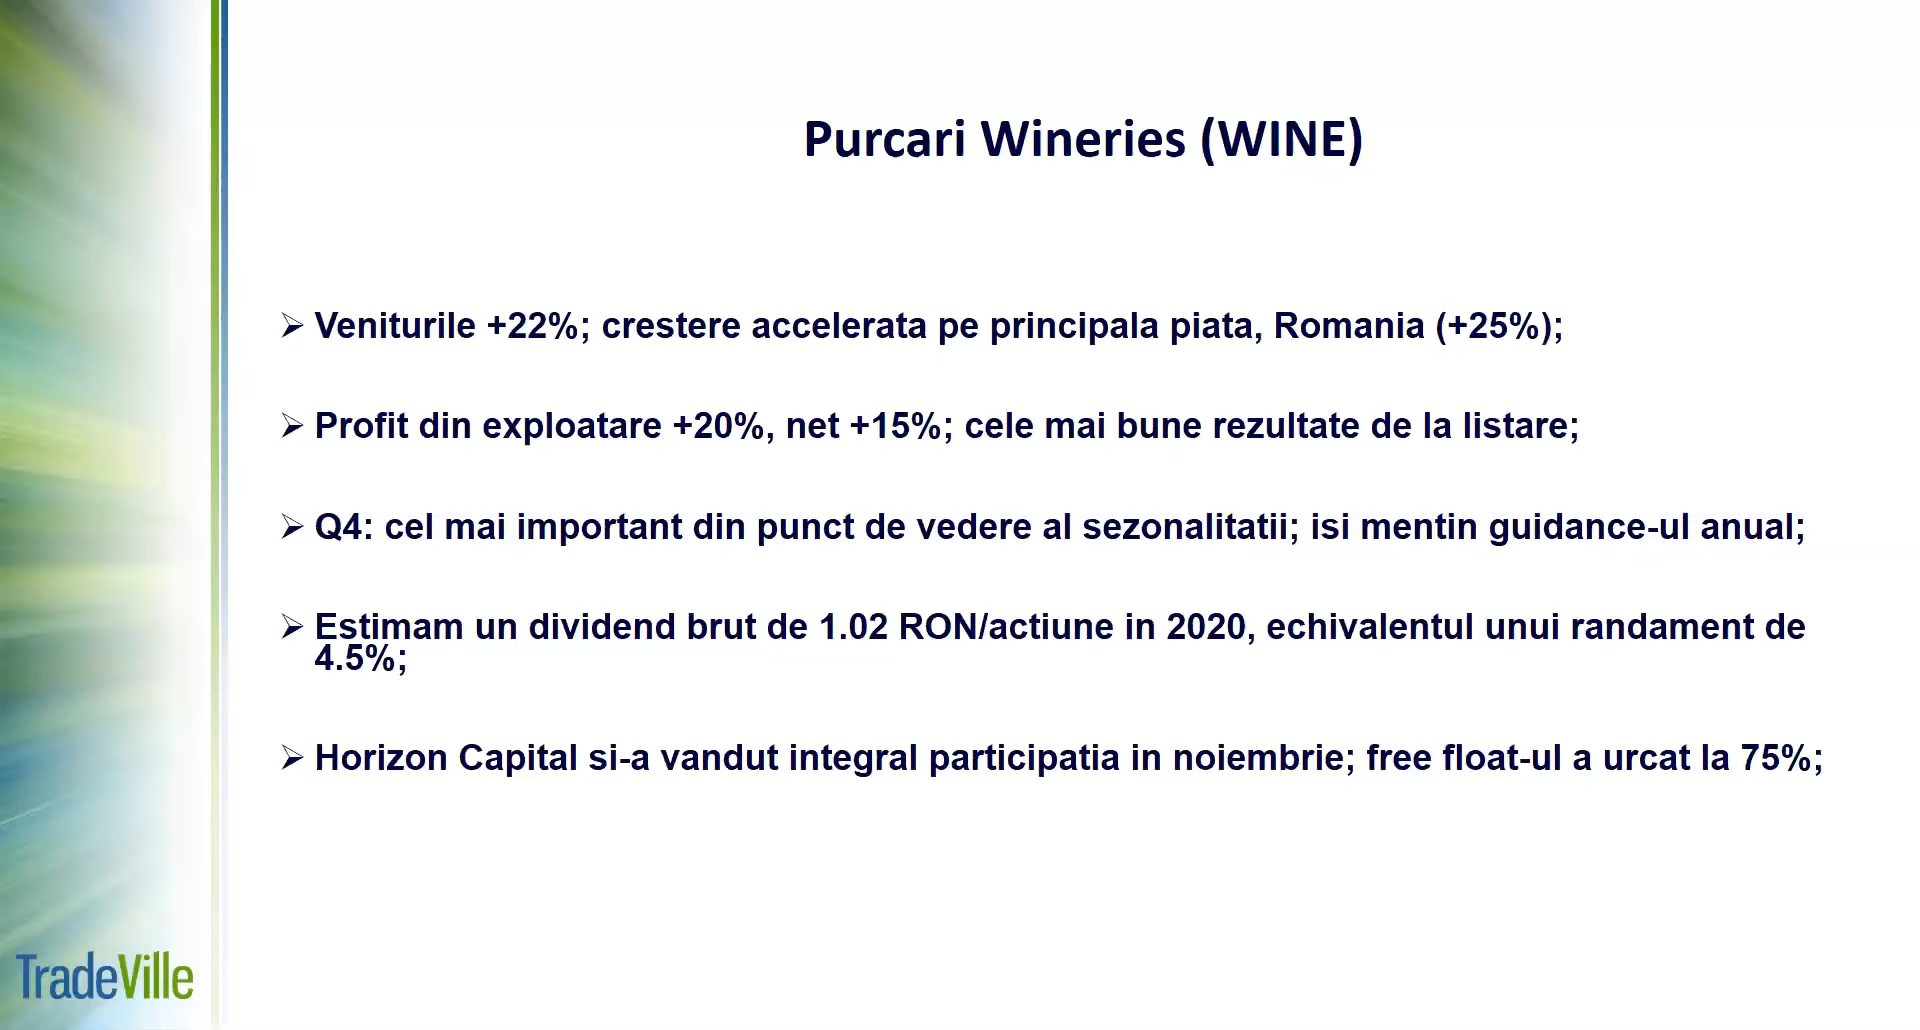 Purcari Wineries (WINE)
➢ Veniturile +22%; crestere accelerata pe principala piata, Romania (+25%);
➢ Profit din exploatare +20%, net +15%; cele mai bune rezultate de la listare;
➢ Q4: cel mai important din punct de vedere al sezonalitatii; isi mentin guidance-ul anual;
➢ Estimam un dividend brut de 1.02 RON/actiune in 2020, echivalentul unui randament de
4.5%;
➢ Horizon Capital si-a vandut integral participatia in noiembrie; free float-ul a urcat la 75%;
TradeVille